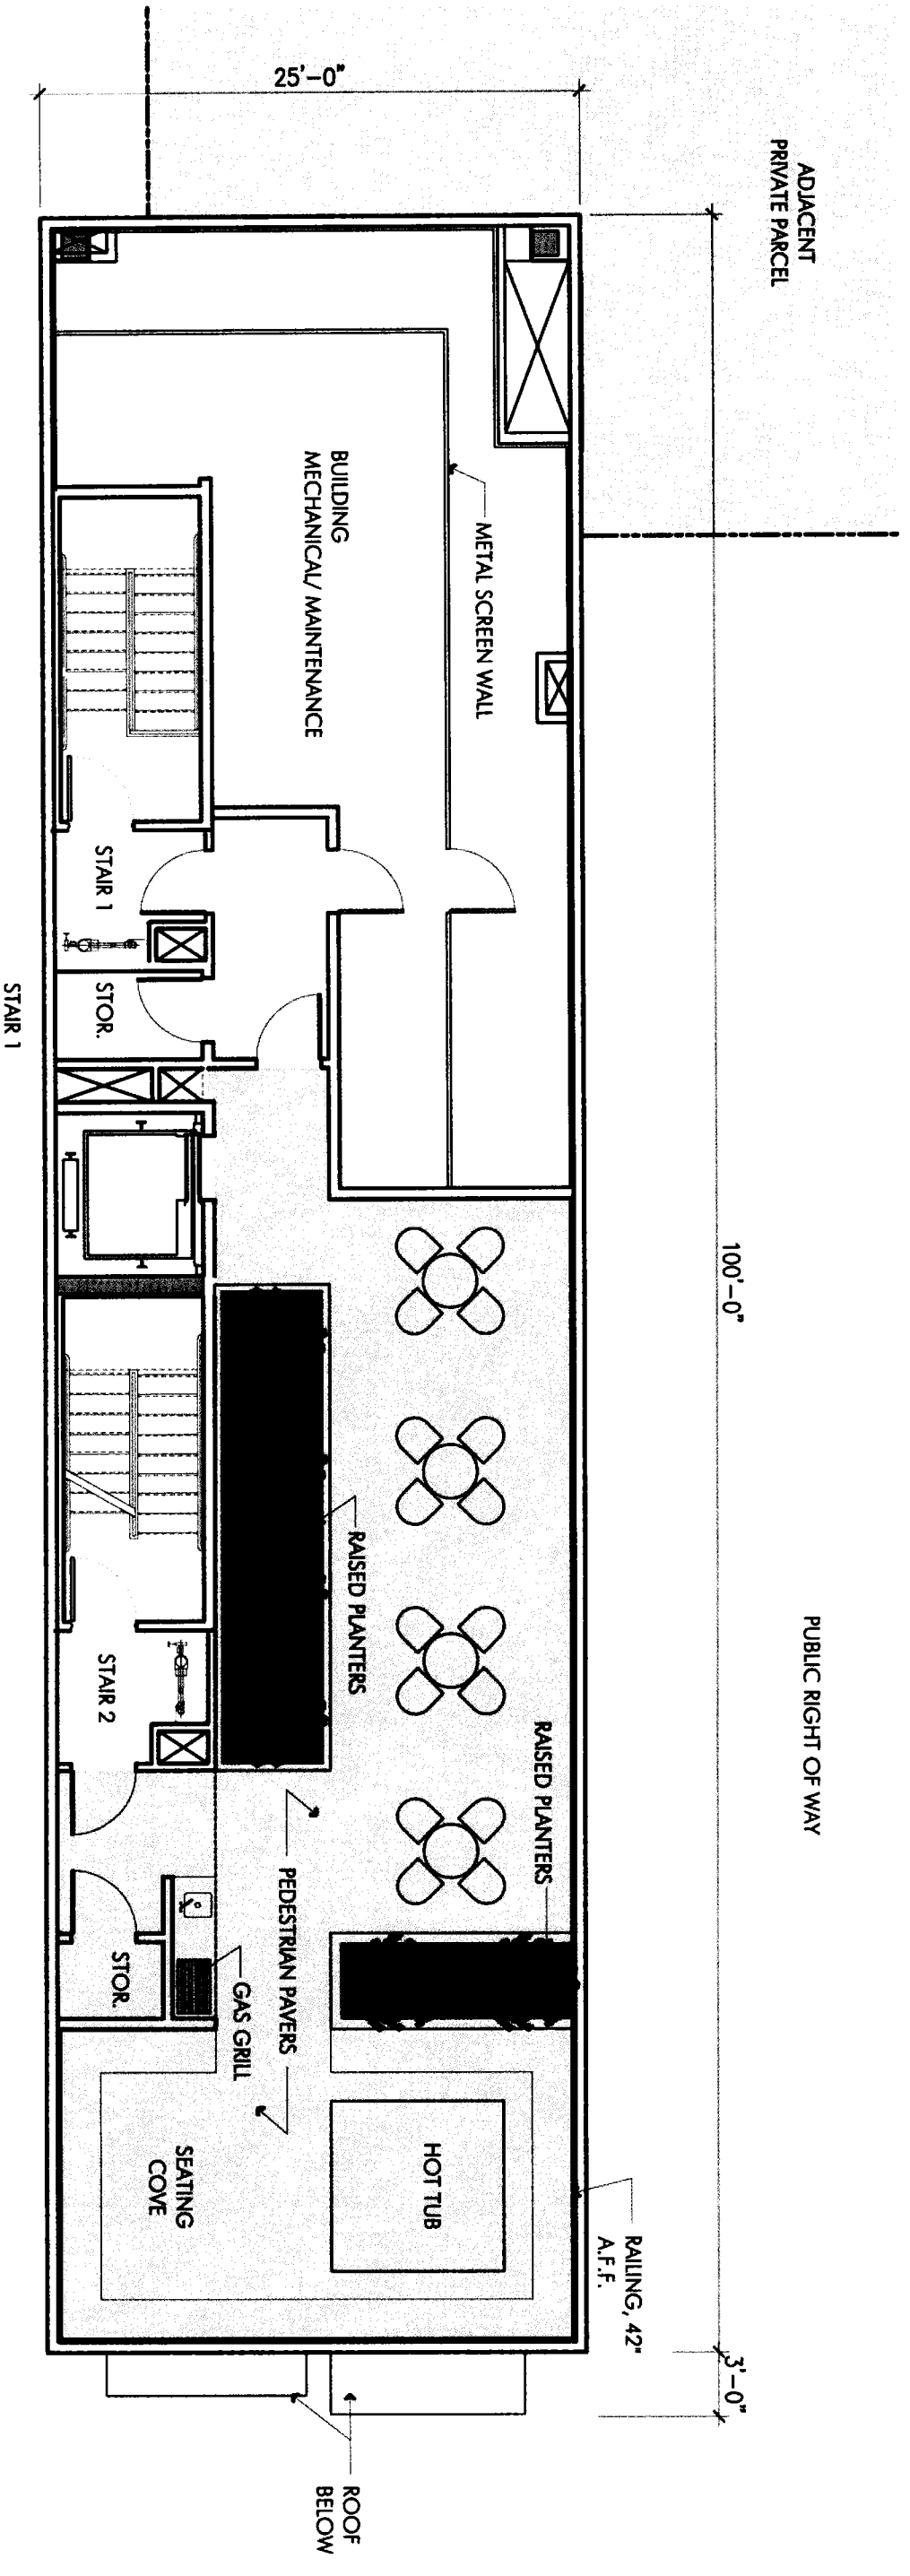 25'-0"
ADJACENT
PRIVATE PARCEL
100'-0"
PUBLIC RIGHT OF WAY
3'-0"
BUILDING
MECHANICAL/ MAINTENANCE
METAL SCREEN WALL
STAIR 1
STOR.
STAIR 1
RAISED PLANTERS
RAISED PLANTERS
STAIR 2
PEDESTRIAN PAVERS
STOR.
GAS GRILL
SEATING
COVE
HOT TUB
RAILING, 42"
A.F.F.
ROOF
BELOW